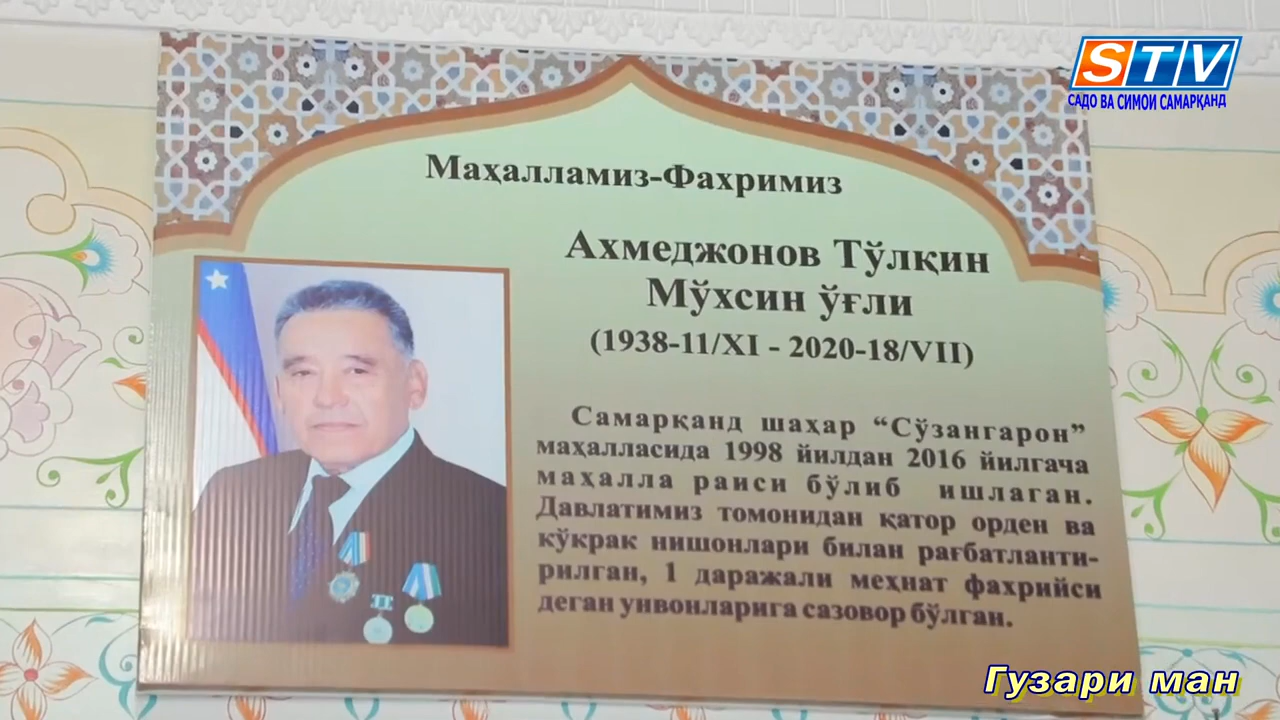 STV
САДО ВА СИМОИ САМАРҚАНД
Маҳалламиз-Фахримиз
Ахмеджонов Тўлқин
Мўхсин ўғли
(1938-11/XI - 2020-18/VII)
Самарқанд шаҳар “Сўзангарон”
маҳалласида 1998 йилдан 2016 йилгача
маҳалла раиси бўлиб ишлаган.
Давлатимиз томонидан қатор орден ва
кўкрак нишонлари билан рағбатланти-
рилган, 1 даражали меҳнат фахрийси
деган унвонларига сазовор бўлган.
Гузари ман